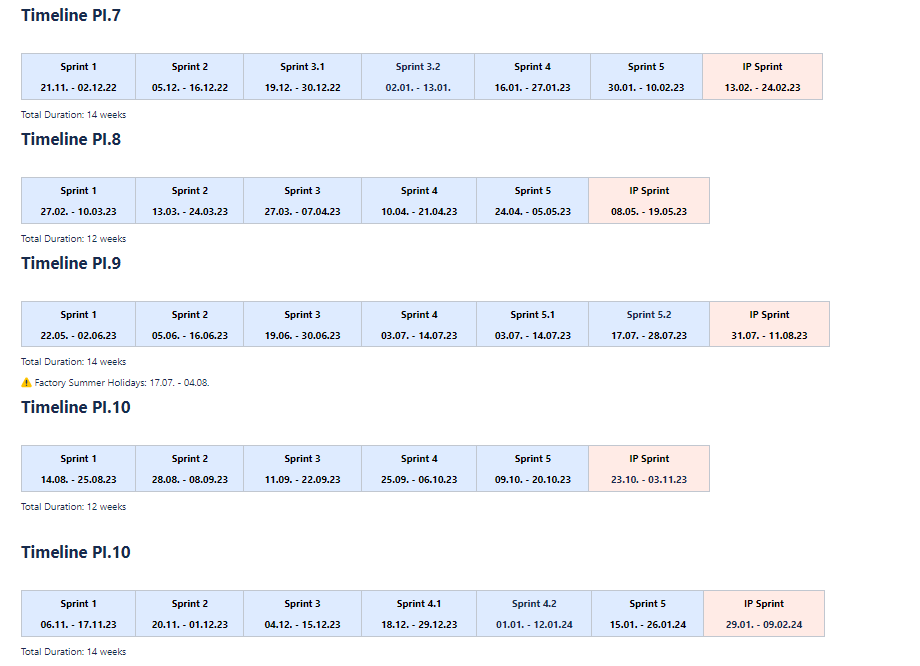 Timeline PI.7
Sprint 1 Sprint 2 Sprint 3.1 Sprint 3.2 Sprint 4 Sprint 5 IP Sprint
21.11. - 02.12.22 05.12. - 16.12.22 19.12. - 30.12.22 02.01. - 13.01. 16.01. - 27.01.23 30.01. - 10.02.23 13.02. - 24.02.23
Total Duration: 14 weeks
Timeline PI.8
Sprint 1 Sprint 2 Sprint 3 Sprint 4 Sprint 5 IP Sprint
27.02. - 10.03.23 13.03. - 24.03.23 27.03. - 07.04.23 10.04. - 21.04.23 24.04. - 05.05.23 08.05. - 19.05.23
Total Duration: 12 weeks
Timeline PI.9
Sprint 1 Sprint 2 Sprint 3 Sprint 4 Sprint 5.1 Sprint 5.2 IP Sprint
22.05. - 02.06.23 05.06. - 16.06.23 19.06. - 30.06.23 03.07. - 14.07.23 03.07. - 14.07.23 17.07. - 28.07.23 31.07. - 11.08.23
Total Duration: 14 weeks
⚠ Factory Summer Holidays: 17.07. - 04.08.
Timeline PI.10
Sprint 1 Sprint 2 Sprint 3 Sprint 4 Sprint 5 IP Sprint
14.08. - 25.08.23 28.08. - 08.09.23 11.09. - 22.09.23 25.09. - 06.10.23 09.10. - 20.10.23 23.10. - 03.11.23
Total Duration: 12 weeks
Timeline PI.10
Sprint 1 Sprint 2 Sprint 3 Sprint 4.1 Sprint 4.2 Sprint 5 IP Sprint
06.11. - 17.11.23 20.11. - 01.12.23 04.12. - 15.12.23 18.12. - 29.12.23 01.01. - 12.01.24 15.01. - 26.01.24 29.01. - 09.02.24
Total Duration: 14 weeks